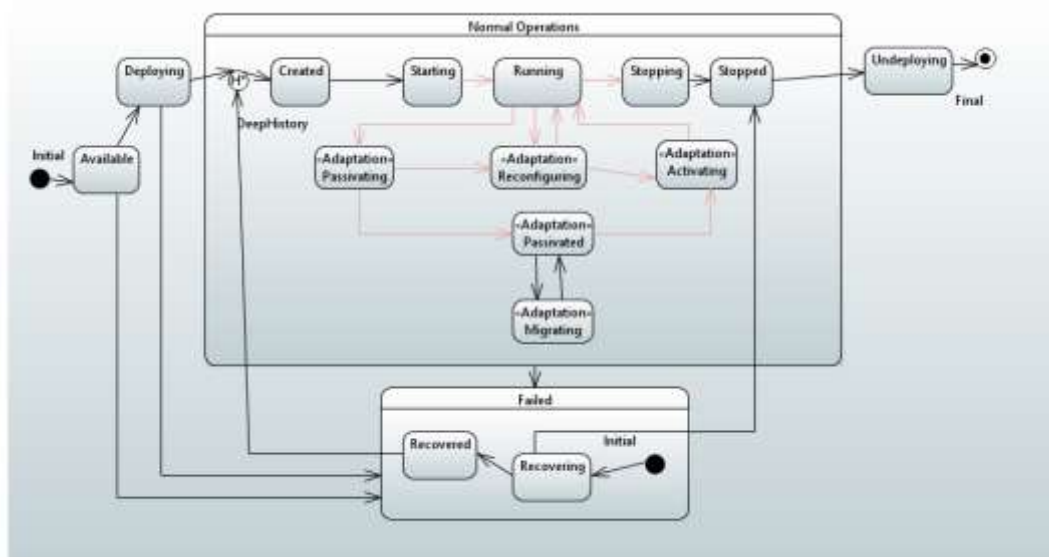 Normal Operations
Deploying
Created
Starting
Running
Stopping
Stopped
Undeploying
H*
DeepHistory
Final
Initial
Available
«Adaptation»
Passivating
«Adaptation»
Reconfiguring
«Adaptation»
Activating
«Adaptation»
Passivated
«Adaptation»
Migrating
Failed
Recovered
Recovering
Initial